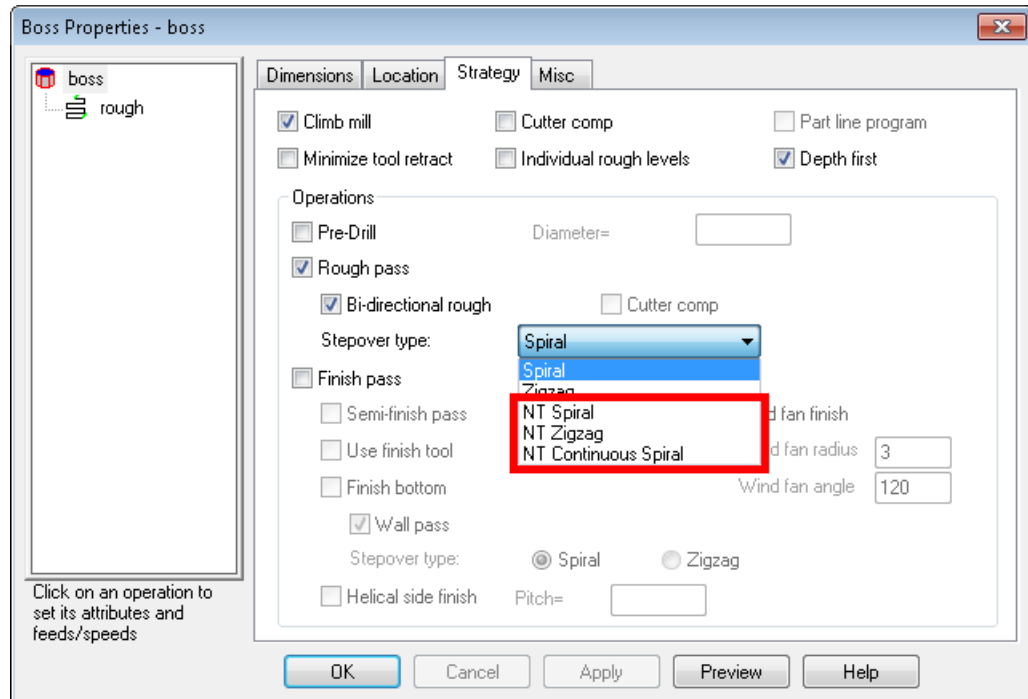 Boss Properties - boss
boss
rough
Click on an operation to
set its attributes and
feeds/speeds
Dimensions Location Strategy Misc
Climb mill Cutter comp Part line program
Minimize tool retract Individual rough levels Depth first
Operations
Pre-Drill Diameter=
Rough pass
Bi-directional rough Cutter comp
Stepover type: Spiral
Spiral
Finish pass Zigzag
Semi-finish pass NT Spiral d fan finish
NT Zigzag
Use finish tool NT Continuous Spiral d fan radius 3
Finish bottom Wind fan angle 120
Wall pass
Stepover type: Spiral Zigzag
Helical side finish Pitch=
OK Cancel Apply Preview Help